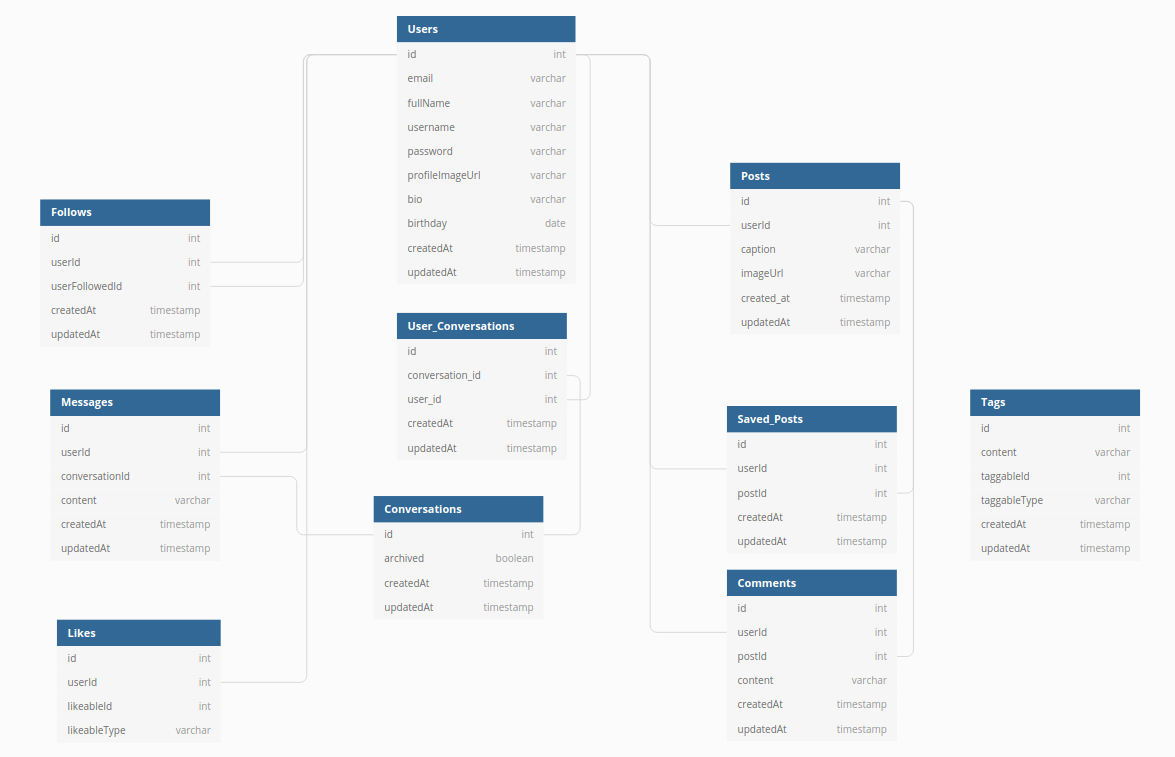 Users
id int
email varchar
fullName varchar
username varchar
password varchar
profileImageUrl varchar
bio varchar
birthday date
createdAt timestamp
updatedAt timestamp
Follows
id int
userId int
userFollowedId int
createdAt timestamp
updatedAt timestamp
User_Conversations
id int
conversation_id int
user_id int
createdAt timestamp
updatedAt timestamp
Posts
id int
userId int
caption varchar
imageUrl varchar
created_at timestamp
updatedAt timestamp
Messages
id int
userId int
conversationId int
content varchar
createdAt timestamp
updatedAt timestamp
Conversations
id int
archived boolean
createdAt timestamp
updatedAt timestamp
Saved_Posts
id int
userId int
postId int
createdAt timestamp
updatedAt timestamp
Tags
id int
content varchar
taggableId int
taggableType varchar
createdAt timestamp
updatedAt timestamp
Likes
id int
userId int
likeableId int
likeableType varchar
Comments
id int
userId int
postId int
content varchar
createdAt timestamp
updatedAt timestamp